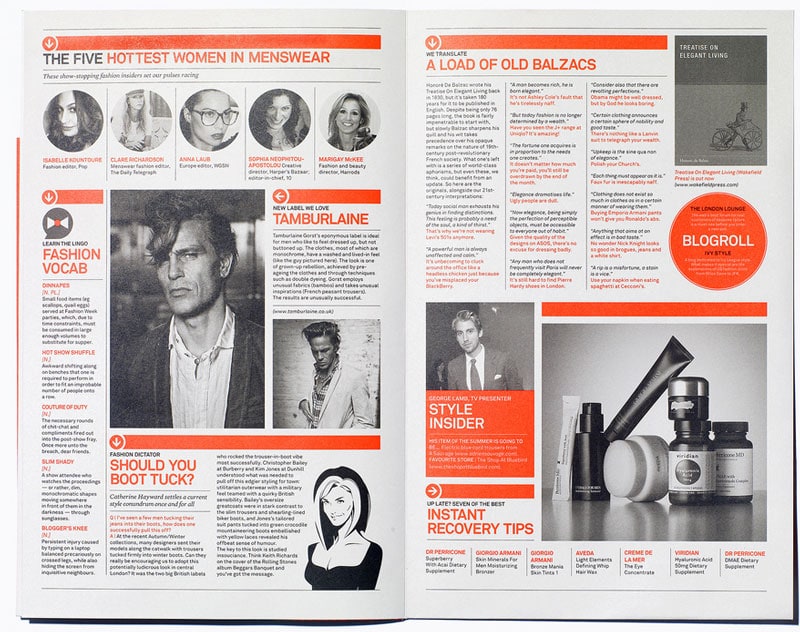 THE FIVE HOTTEST WOMEN IN MENSWEAR
These show-stopping fashion insiders set our pulses racing
ISABELLE KOUNTOURE
Fashion editor, Pop
CLARE RICHARDSON
Menswear fashion editor,
The Daily Telegraph
ANNA LAUB
Europe editor, WGSN
SOPHIA NEOPHITOU-
APOSTOLOU Creative
director, Harper's Bazaar;
editor-in-chief, 10
MARIGAY McKEE
Fashion and beauty
director, Harrods
LEARN THE LINGO
FASHION
VOCAB
DINNAPES
[N. PL.]
Small food items (eg
scallops, quail eggs)
served at Fashion Week
parties, which, due to
time constraints, must
be consumed in large
enough volumes to
substitute for supper.
HOT SHOW SHUFFLE
[N.]
Awkward shifting along
on benches that one is
required to perform in
order to fit an improbable
number of people onto
a row.
COUTURE OF DUTY
[N.]
The necessary rounds
of chit-chat and
compliments fired out
into the post-show fray.
Once more unto the
breach, dear friends.
SLIM SHADY
[N.]
A show attendee who
watches the proceedings
— or rather, dim,
monochromatic shapes
moving somewhere in
front of them in the
darkness — through
sunglasses.
BLOGGER'S KNEE
[N.]
Persistent injury caused
by typing on a laptop
balanced precariously on
crossed legs, while also
hiding the screen from
inquisitive neighbours.
NEW LABEL WE LOVE
TAMBURLAINE
Tamburlaine Gorst's eponymous label is ideal
for men who like to feel dressed up, but not
buttoned up. The clothes, most of which are
monochrome, have a washed and lived-in feel
(like the guy pictured here). The look is one
of grown-up rebellion, achieved by pre-
ageing the clothes through techniques
such as double dyeing. Gorst employs
unusual fabrics (bamboo) and takes unusual
inspirations (French peasant trousers).
The results are unusually successful.
(www.tamburlaine.co.uk)
FASHION DICTATOR
SHOULD YOU
BOOT TUCK?
Catherine Hayward settles a current
style conundrum once and for all
Q: I've seen a few men tucking their
jeans into their boots; how does one
successfully pull this off?
A: At the recent Autumn/Winter
collections, many designers sent their
models along the catwalk with trousers
tucked firmly into winter boots. Can they
really be encouraging us to adopt this
potentially ludicrous look in central
London? It was the two big British labels
who rocked the trouser-in-boot vibe
most successfully. Christopher Bailey
at Burberry and Kim Jones at Dunhill
understood what was needed to pull
off this edgier styling for town:
utilitarian outerwear with a military
feel teamed with a quirky British
sensibility. Bailey's oversize
greatcoats were in stark contrast to
the slim trousers and shearling-lined
biker boots, and Jones's tailored
suit pants tucked into green crocodile
mountaineering boots embellished
with yellow laces revealed his
offbeat sense of humour.
The key to this look is studied
insouciance. Think Keith Richards
on the cover of the Rolling Stones
album Beggars Banquet and
you've got the message.
WE TRANSLATE
A LOAD OF OLD BALZACS
Honoré De Balzac wrote his
Treatise On Elegant Living back
in 1830, but it's taken 180
years for it to be published in
English. Despite being only 76
pages long, the book is fairly
impenetrable to start with,
but slowly Balzac sharpens his
quill and his wit takes
precedence over his opaque
remarks on the nature of 19th-
century post-revolutionary
French society. What one's left
with is a series of world-class
aphorisms, but even these, we
think, could benefit from an
update. So here are the
originals, alongside our 21st-
century interpretations:
"Today social man exhausts his
genius in finding distinctions.
This feeling is probably a need
of the soul, a kind of thirst."
That's why we're not wearing
Levi's 501s anymore.
"A powerful man is always
unaffected and calm."
It's unbecoming to clump
around the office like a
headless chicken just because
you've misplaced your
BlackBerry.
"A man becomes rich, he is
born elegant."
It's not Ashley Cole's fault that
he's tirelessly naff.
"But today fashion is no longer
determined by a wealth."
Have you seen the J+ range at
Uniqlo? It's amazing!
"The fortune one acquires is
in proportion to the needs
one creates."
It doesn't matter how much
you're paid, you'll still be
overdrawn by the end of
the month.
"Elegance dramatises life."
Ugly people are dull.
"Now elegance, being simply
the perfection of perceptible
objects, must be accessible
to everyone out of habit."
Given the quality of the
designs on ASOS, there's no
excuse for dressing badly.
"Any man who does not
frequently visit Paris will never
be completely elegant."
It's still hard to find Pierre
Hardy shoes in London.
"Consider also that there are
revolting perfections."
Obama might be well dressed,
but by God he looks boring.
"Certain clothing announces
a certain sphere of nobility and
good taste."
There's nothing like a Lanvin
suit to telegraph your wealth.
"Upkeep is the sine qua non
of elegance."
Polish your Church's.
"Each thing must appear as it is."
Faux fur is inescapably naff.
"Clothing does not exist so
much in clothes as in a certain
manner of wearing them."
Buying Emporio Armani pants
won't give you Ronaldo's abs.
"Anything that aims at an
effect is in bad taste."
No wonder Nick Knight looks
so good in brogues, jeans and
a white shirt.
"A rip is a misfortune, a stain
is a vice."
Use your napkin when eating
spaghetti at Cecconi's.
TREATISE ON
ELEGANT LIVING
Honoré de Balzac
Treatise On Elegant Living (Wakefield
Press) is out now
(www.wakefieldpress.com)
THE LONDON LOUNGE
BLOGROLL
IVY STYLE
GEORGE LAMB, TV PRESENTER
STYLE
INSIDER
HIS ITEM OF THE SUMMER IS GOING TO
BE...
FAVOURITE STORE: The Shop At Bluebird
UP LATE? SEVEN OF THE BEST
INSTANT
RECOVERY TIPS
viridian
Hyaluronic
Acid
Perricone MD
DR PERRICONE
Superberry
With Acai Dietary
Supplement
GIORGIO ARMANI
Skin Minerals For
Men Moisturizing
Bronzer
GIORGIO
ARMANI
Bronze Mania
Skin Tints 1
AVEDA
Light Elements
Defining Whip
Hair Wax
CREME DE
LA MER
The Eye
Concentrate
VIRIDIAN
Hyaluronic Acid
50mg Dietary
Supplement
DR PERRICONE
DMAE Dietary
Supplement